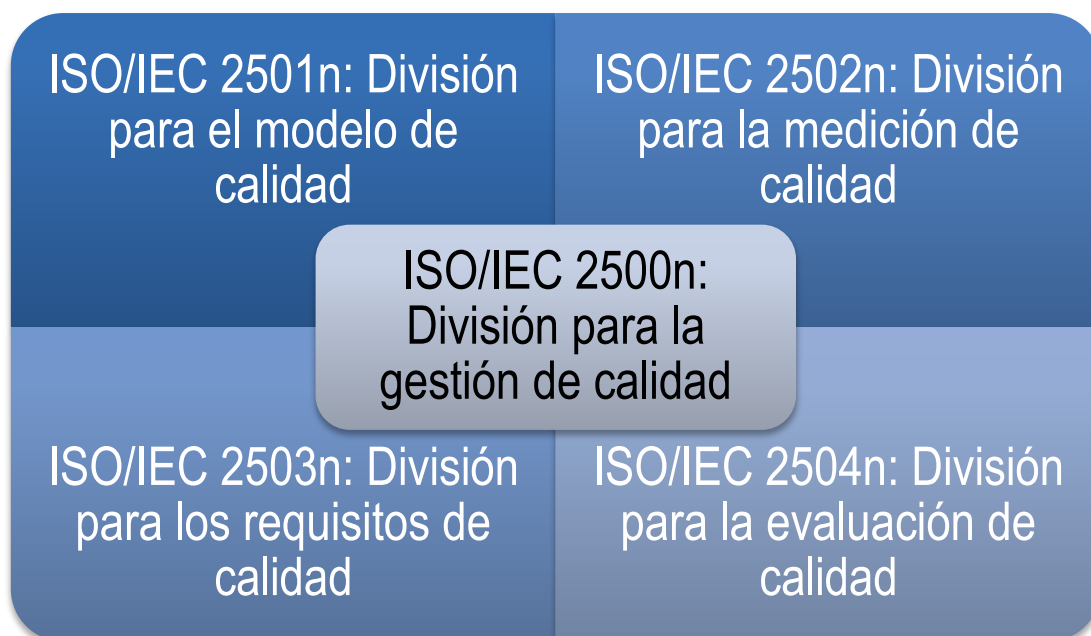 ISO/IEC 2501n: División
para el modelo de
calidad
ISO/IEC 2502n: División
para la medición de
calidad
ISO/IEC 2500n:
División para la
gestión de calidad
ISO/IEC 2503n: División
para los requisitos de
calidad
ISO/IEC 2504n: División
para la evaluación de
calidad